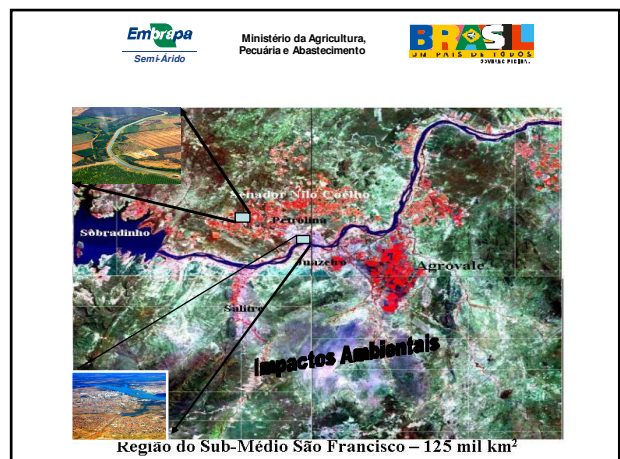 Embrapa
Semi-Árido
Ministério da Agricultura,
Pecuária e Abastecimento
BRASIL
UM PAÍS DE TODOS
GOVERNO FEDERAL
Senador Nilo Coelho
Petrolina
Sobradinho
Juazeiro
Agrovale
Salitre
Impactos Ambientais
Região do Sub-Médio São Francisco – 125 mil km²